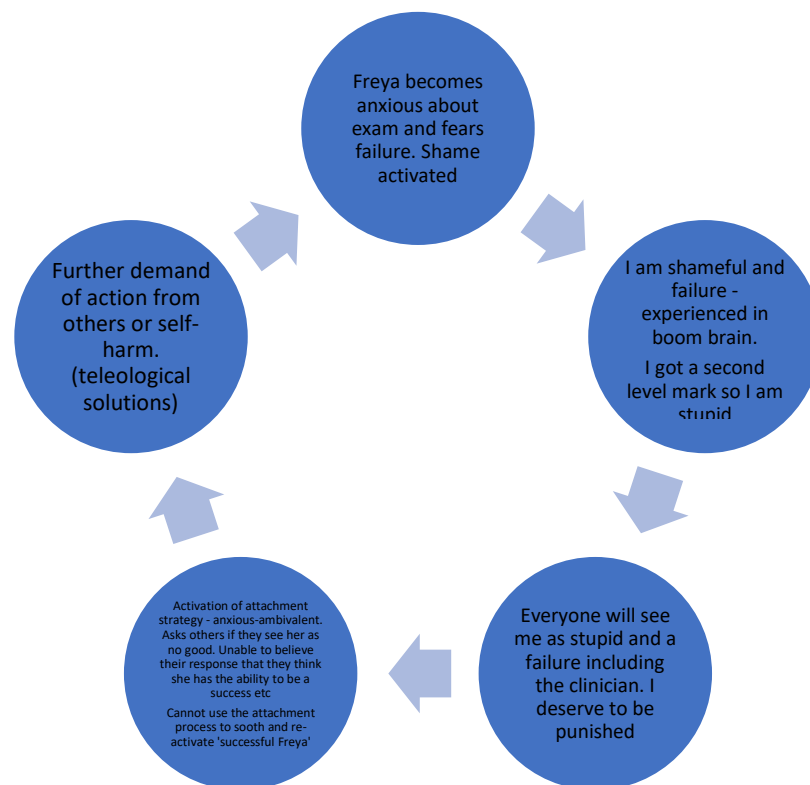 Freya becomes
anxious about
exam and fears
failure. Shame
activated
I am shameful and
failure -
experienced in
boom brain.
I got a second
level mark so I am
stupid
Everyone will see
me as stupid and a
failure including
the clinician. I
deserve to be
punished
Activation of attachment
strategy - anxious-ambivalent.
Asks others if they see her as
no good. Unable to believe
their response that they think
she has the ability to be a
success etc
Cannot use the attachment
process to sooth and re-
activate 'successful Freya'
Further demand
of action from
others or self-
harm.
(teleological
solutions)